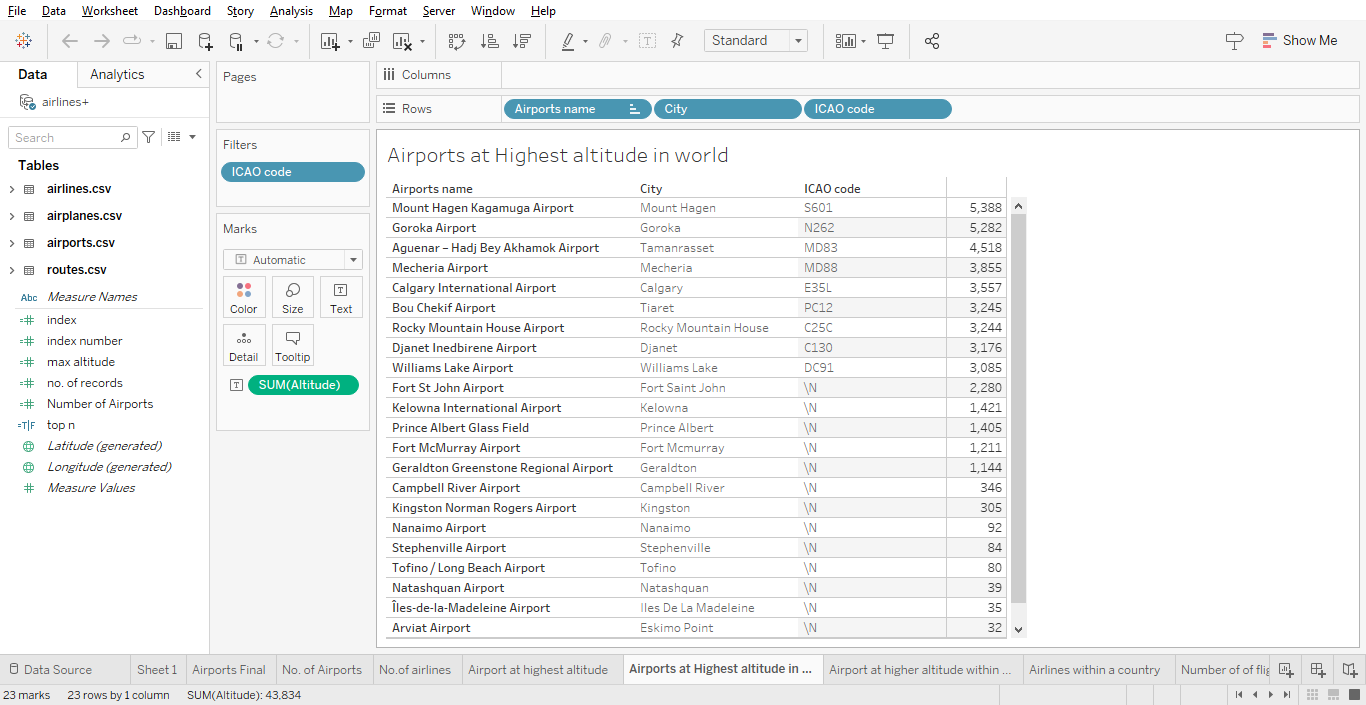 File Data Worksheet Dashboard Story Analysis Map Format Server Window Help
Standard
Show Me
Data Analytics
airlines+
Search
Tables
airlines.csv
airplanes.csv
airports.csv
routes.csv
Abc Measure Names
index
index number
max altitude
no. of records
Number of Airports
=T|F top n
Latitude (generated)
Longitude (generated)
Measure Values
Pages
Filters
ICAO code
Marks
Automatic
Color Size Text
Detail Tooltip
SUM(Altitude)
Columns
Rows Airports name City ICAO code
Airports at Highest altitude in world
Airports name City ICAO code
Mount Hagen Kagamuga Airport Mount Hagen S601 5,388
Goroka Airport Goroka N262 5,282
Aguenar – Hadj Bey Akhamok Airport Tamanrasset MD83 4,518
Mecheria Airport Mecheria MD88 3,855
Calgary International Airport Calgary E35L 3,557
Bou Chekif Airport Tiaret PC12 3,245
Rocky Mountain House Airport Rocky Mountain House C25C 3,244
Djanet Inedbirene Airport Djanet C130 3,176
Williams Lake Airport Williams Lake DC91 3,085
Fort St John Airport Fort Saint John \N 2,280
Kelowna International Airport Kelowna \N 1,421
Prince Albert Glass Field Prince Albert \N 1,405
Fort McMurray Airport Fort Mcmurray \N 1,211
Geraldton Greenstone Regional Airport Geraldton \N 1,144
Campbell River Airport Campbell River \N 346
Kingston Norman Rogers Airport Kingston \N 305
Nanaimo Airport Nanaimo \N 92
Stephenville Airport Stephenville \N 84
Tofino / Long Beach Airport Tofino \N 80
Natashquan Airport Natashquan \N 39
Îles-de-la-Madeleine Airport Iles De La Madeleine \N 35
Arviat Airport Eskimo Point \N 32
Data Source Sheet 1 Airports Final No. of Airports No.of airlines Airport at highest altitude Airports at Highest altitude in ... Airport at higher altitude within ... Airlines within a country Number of of flig
23 marks 23 rows by 1 column SUM(Altitude): 43,834